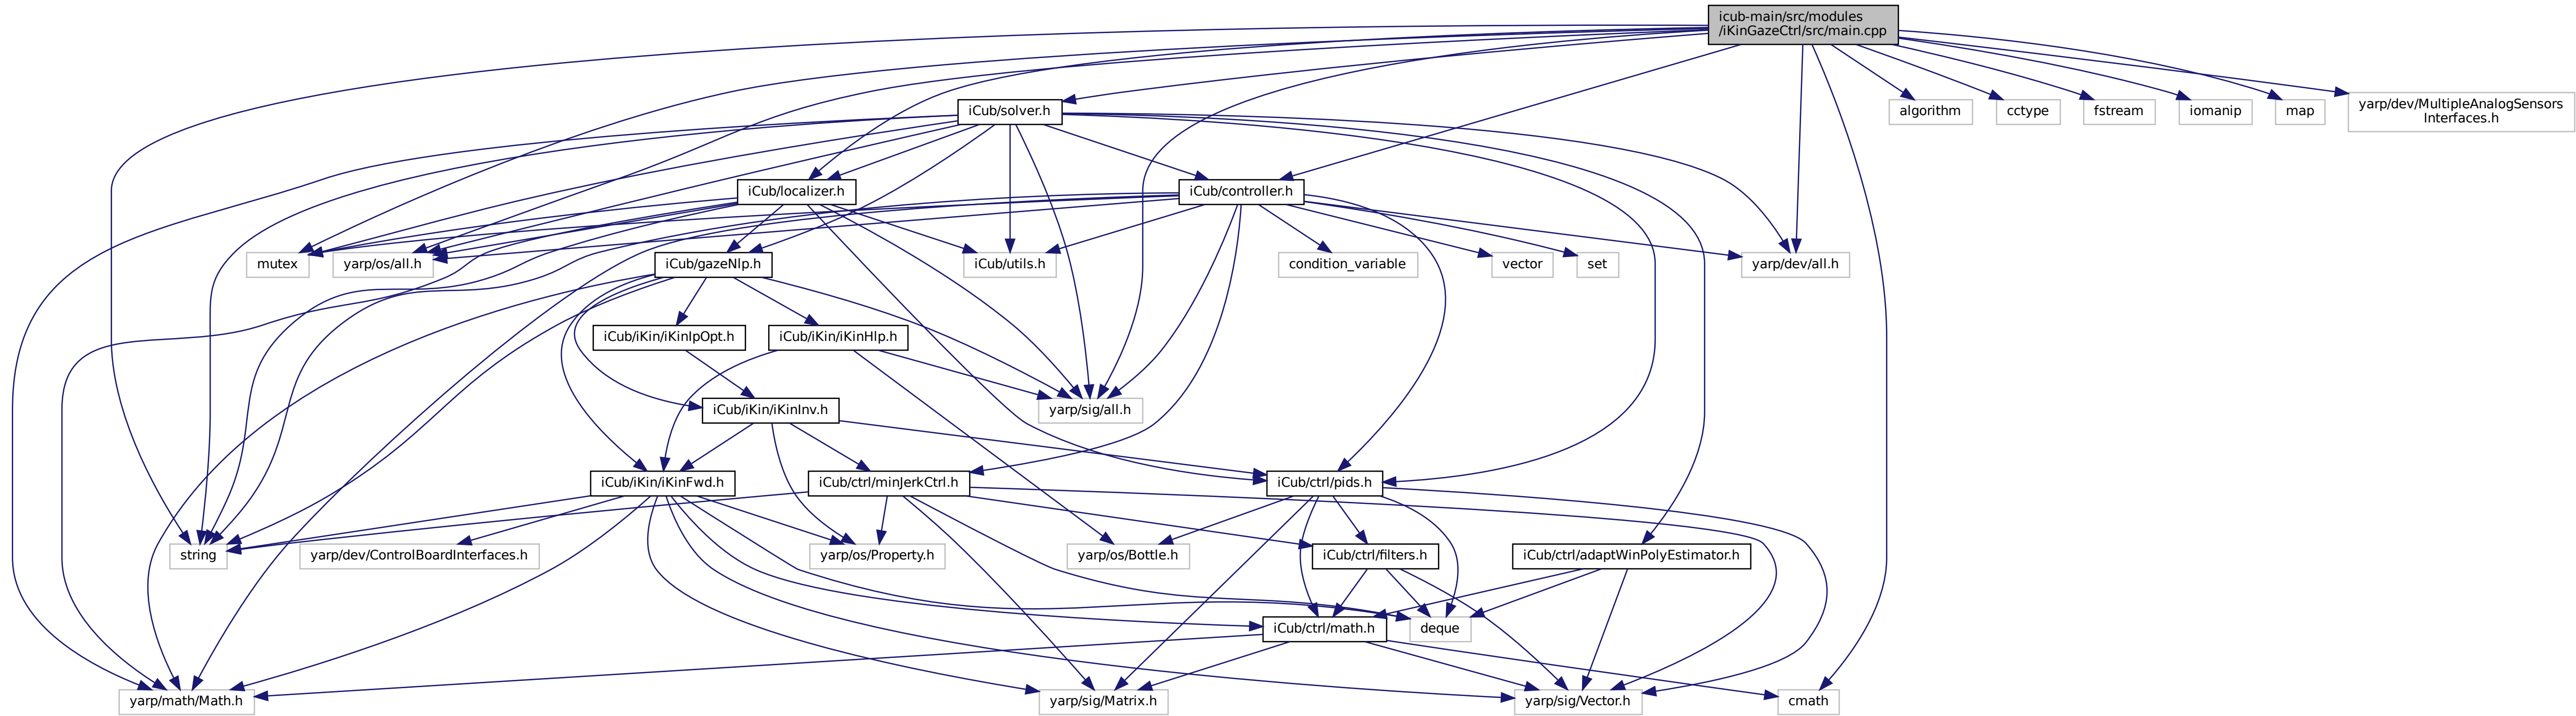 icub-main/src/modules
/iKinGazeCtrl/src/main.cpp
iCub/solver.h
algorithm
cctype
fstream
iomanip
map
yarp/dev/MultipleAnalogSensors
Interfaces.h
iCub/localizer.h
iCub/controller.h
mutex
yarp/os/all.h
iCub/gazeNlp.h
iCub/utils.h
condition_variable
vector
set
yarp/dev/all.h
iCub/iKin/iKinIpOpt.h
iCub/iKin/iKinHlp.h
iCub/iKin/iKinInv.h
yarp/sig/all.h
iCub/iKin/iKinFwd.h
iCub/ctrl/minJerkCtrl.h
iCub/ctrl/pids.h
string
yarp/dev/ControlBoardInterfaces.h
yarp/os/Property.h
yarp/os/Bottle.h
iCub/ctrl/filters.h
iCub/ctrl/adaptWinPolyEstimator.h
iCub/ctrl/math.h
deque
yarp/math/Math.h
yarp/sig/Matrix.h
yarp/sig/Vector.h
cmath